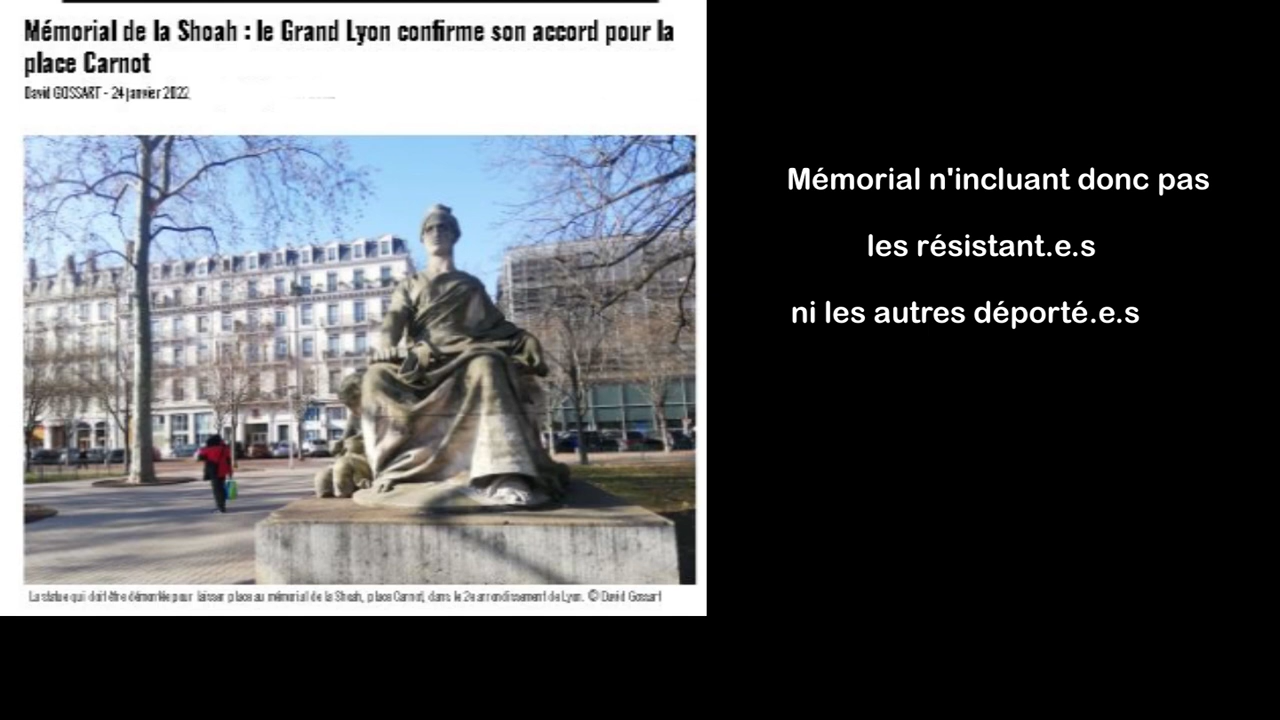 Mémorial de la Shoah : le Grand Lyon confirme son accord pour la
place Carnot
David GOSSART - 24 janvier 2022
La statue qui doit être démontée pour laisser place au mémorial de la Shoah, place Carnot, dans le 2e arrondissement de Lyon. © David Gossart
Mémorial n'incluant donc pas
les résistant.e.s
ni les autres déporté.e.s